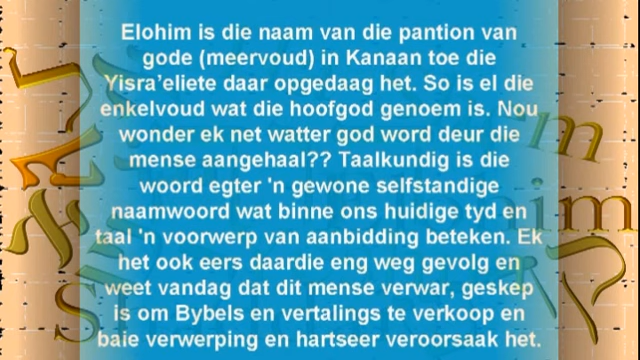 Elohim is die naam van die pantion van
gode (meervoud) in Kanaan toe die
Yisra’eliete daar opgedaag het. So is el die
enkelvoud wat die hoofgod genoem is. Nou
wonder ek net watter god word deur die
mense aangehaal?? Taalkundig is die
woord egter 'n gewone selfstandige
naamwoord wat binne ons huidige tyd en
taal 'n voorwerp van aanbidding beteken. Ek
het ook eers daardie eng weg gevolg en
weet vandag dat dit mense verwar, geskep
is om Bybels en vertalings te verkoop en
baie verwerping en hartseer veroorsaak het.